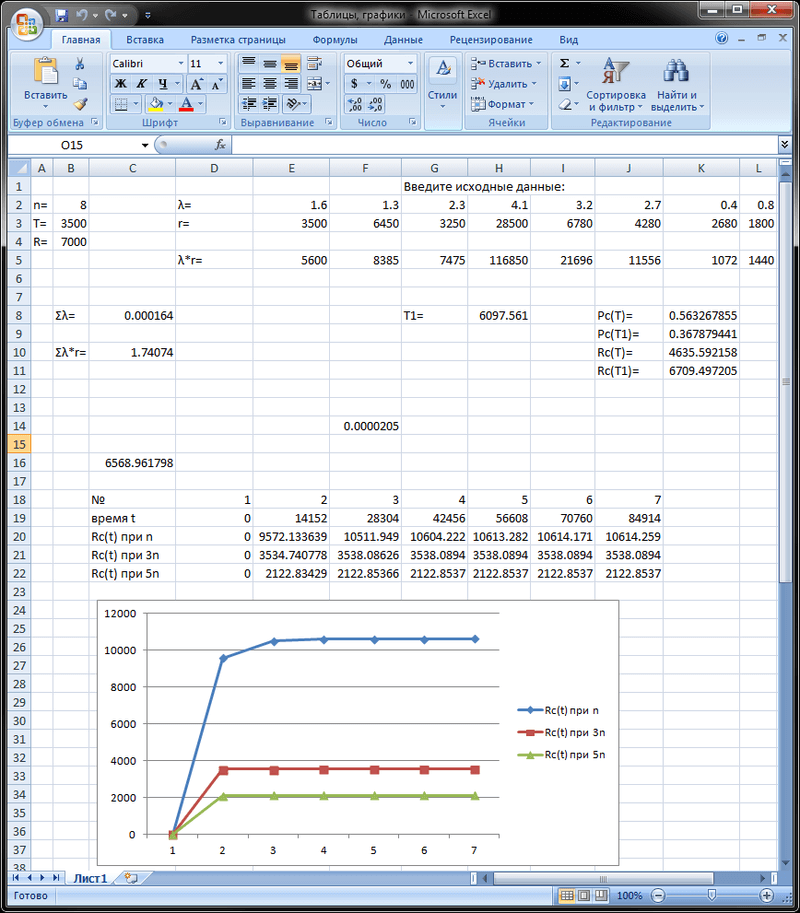 Таблицы, графики - Microsoft Excel
Главная Вставка Разметка страницы Формулы Данные Рецензирование Вид
Calibri 11 Общий Вставить
Вставить Ж К Ч A A $ % 000 Стили Удалить Сортировка и фильтр Найти и выделить
Формат
Буфер обмена Шрифт Выравнивание Число Ячейки Редактирование
O15 fx
A B C D E F G H I J K L
1 Введите исходные данные:
2 n= 8 λ= 1.6 1.3 2.3 4.1 3.2 2.7 0.4 0.8
3 T= 3500 r= 3500 6450 3250 28500 6780 4280 2680 1800
4 R= 7000
5 λ*r= 5600 8385 7475 116850 21696 11556 1072 1440
6
7
8 Σλ= 0.000164 T1= 6097.561 Pc(T)= 0.563267855
9 Pc(T1)= 0.367879441
10 Σλ*r= 1.74074 Rc(T)= 4635.592158
11 Rc(T1)= 6709.497205
12
13
14 0.0000205
15
16 6568.961798
17
18 № 1 2 3 4 5 6 7
19 время t 0 14152 28304 42456 56608 70760 84914
20 Rc(t) при n 0 9572.133639 10511.949 10604.222 10613.282 10614.171 10614.259
21 Rc(t) при 3n 0 3534.740778 3538.08626 3538.0894 3538.0894 3538.0894 3538.0894
22 Rc(t) при 5n 0 2122.83429 2122.85366 2122.8537 2122.8537 2122.8537 2122.8537
23
24
25
26
27
28
29
30
31
32
33
34
35
36
37
38
12000
10000
8000
6000
4000
2000
0
1 2 3 4 5 6 7
Rc(t) при n
Rc(t) при 3n
Rc(t) при 5n
Лист1
Готово 100%